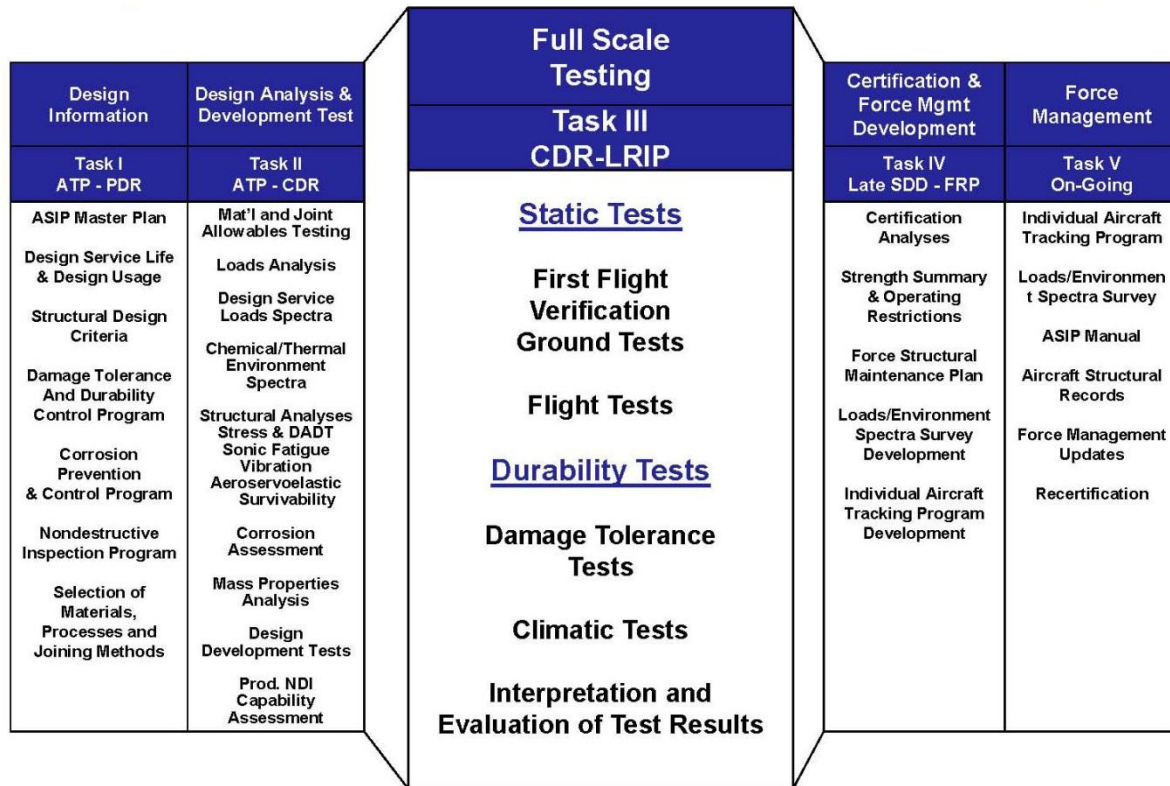 Design
Information
Task I
ATP - PDR
ASIP Master Plan
Design Service Life
& Design Usage
Structural Design
Criteria
Damage Tolerance
And Durability
Control Program
Corrosion
Prevention
& Control Program
Nondestructive
Inspection Program
Selection of
Materials,
Processes and
Joining Methods
Design Analysis &
Development Test
Task II
ATP - CDR
Mat'l and Joint
Allowables Testing
Loads Analysis
Design Service
Loads Spectra
Chemical/Thermal
Environment
Spectra
Structural Analyses
Stress & DADT
Sonic Fatigue
Vibration
Aeroservoelastic
Survivability
Corrosion
Assessment
Mass Properties
Analysis
Design
Development Tests
Prod. NDI
Capability
Assessment
Full Scale
Testing
Task III
CDR-LRIP
Static Tests
First Flight
Verification
Ground Tests
Flight Tests
Durability Tests
Damage Tolerance
Tests
Climatic Tests
Interpretation and
Evaluation of Test Results
Certification &
Force Mgmt
Development
Task IV
Late SDD - FRP
Certification
Analyses
Strength Summary
& Operating
Restrictions
Force Structural
Maintenance Plan
Loads/Environment
Spectra Survey
Development
Individual Aircraft
Tracking Program
Development
Force
Management
Task V
On-Going
Individual Aircraft
Tracking Program
Loads/Environmen
t Spectra Survey
ASIP Manual
Aircraft Structural
Records
Force Management
Updates
Recertification